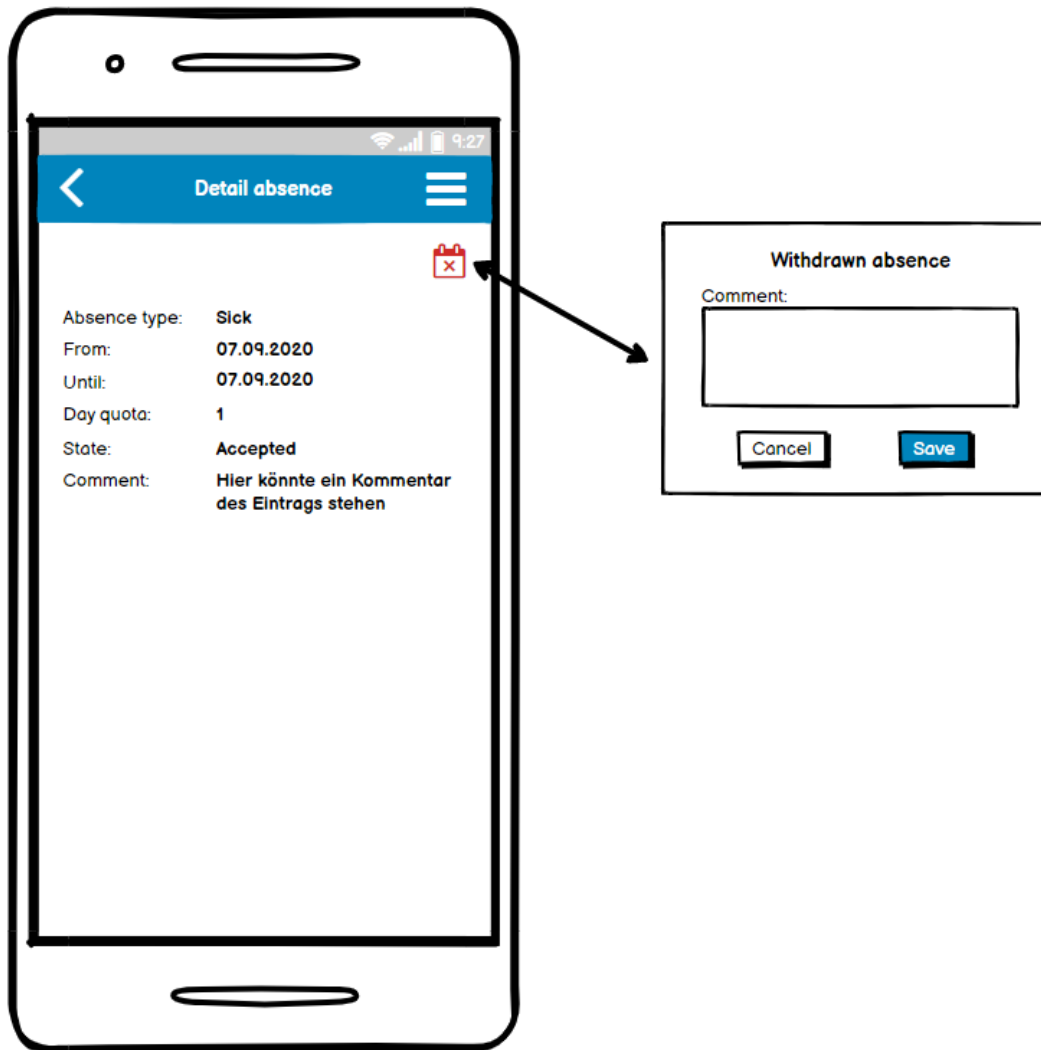 9:27
Detail absence
Absence type: Sick
From: 07.09.2020
Until: 07.09.2020
Day quota: 1
State: Accepted
Comment: Hier könnte ein Kommentar
des Eintrags stehen
Withdrawn absence
Comment:
Cancel Save